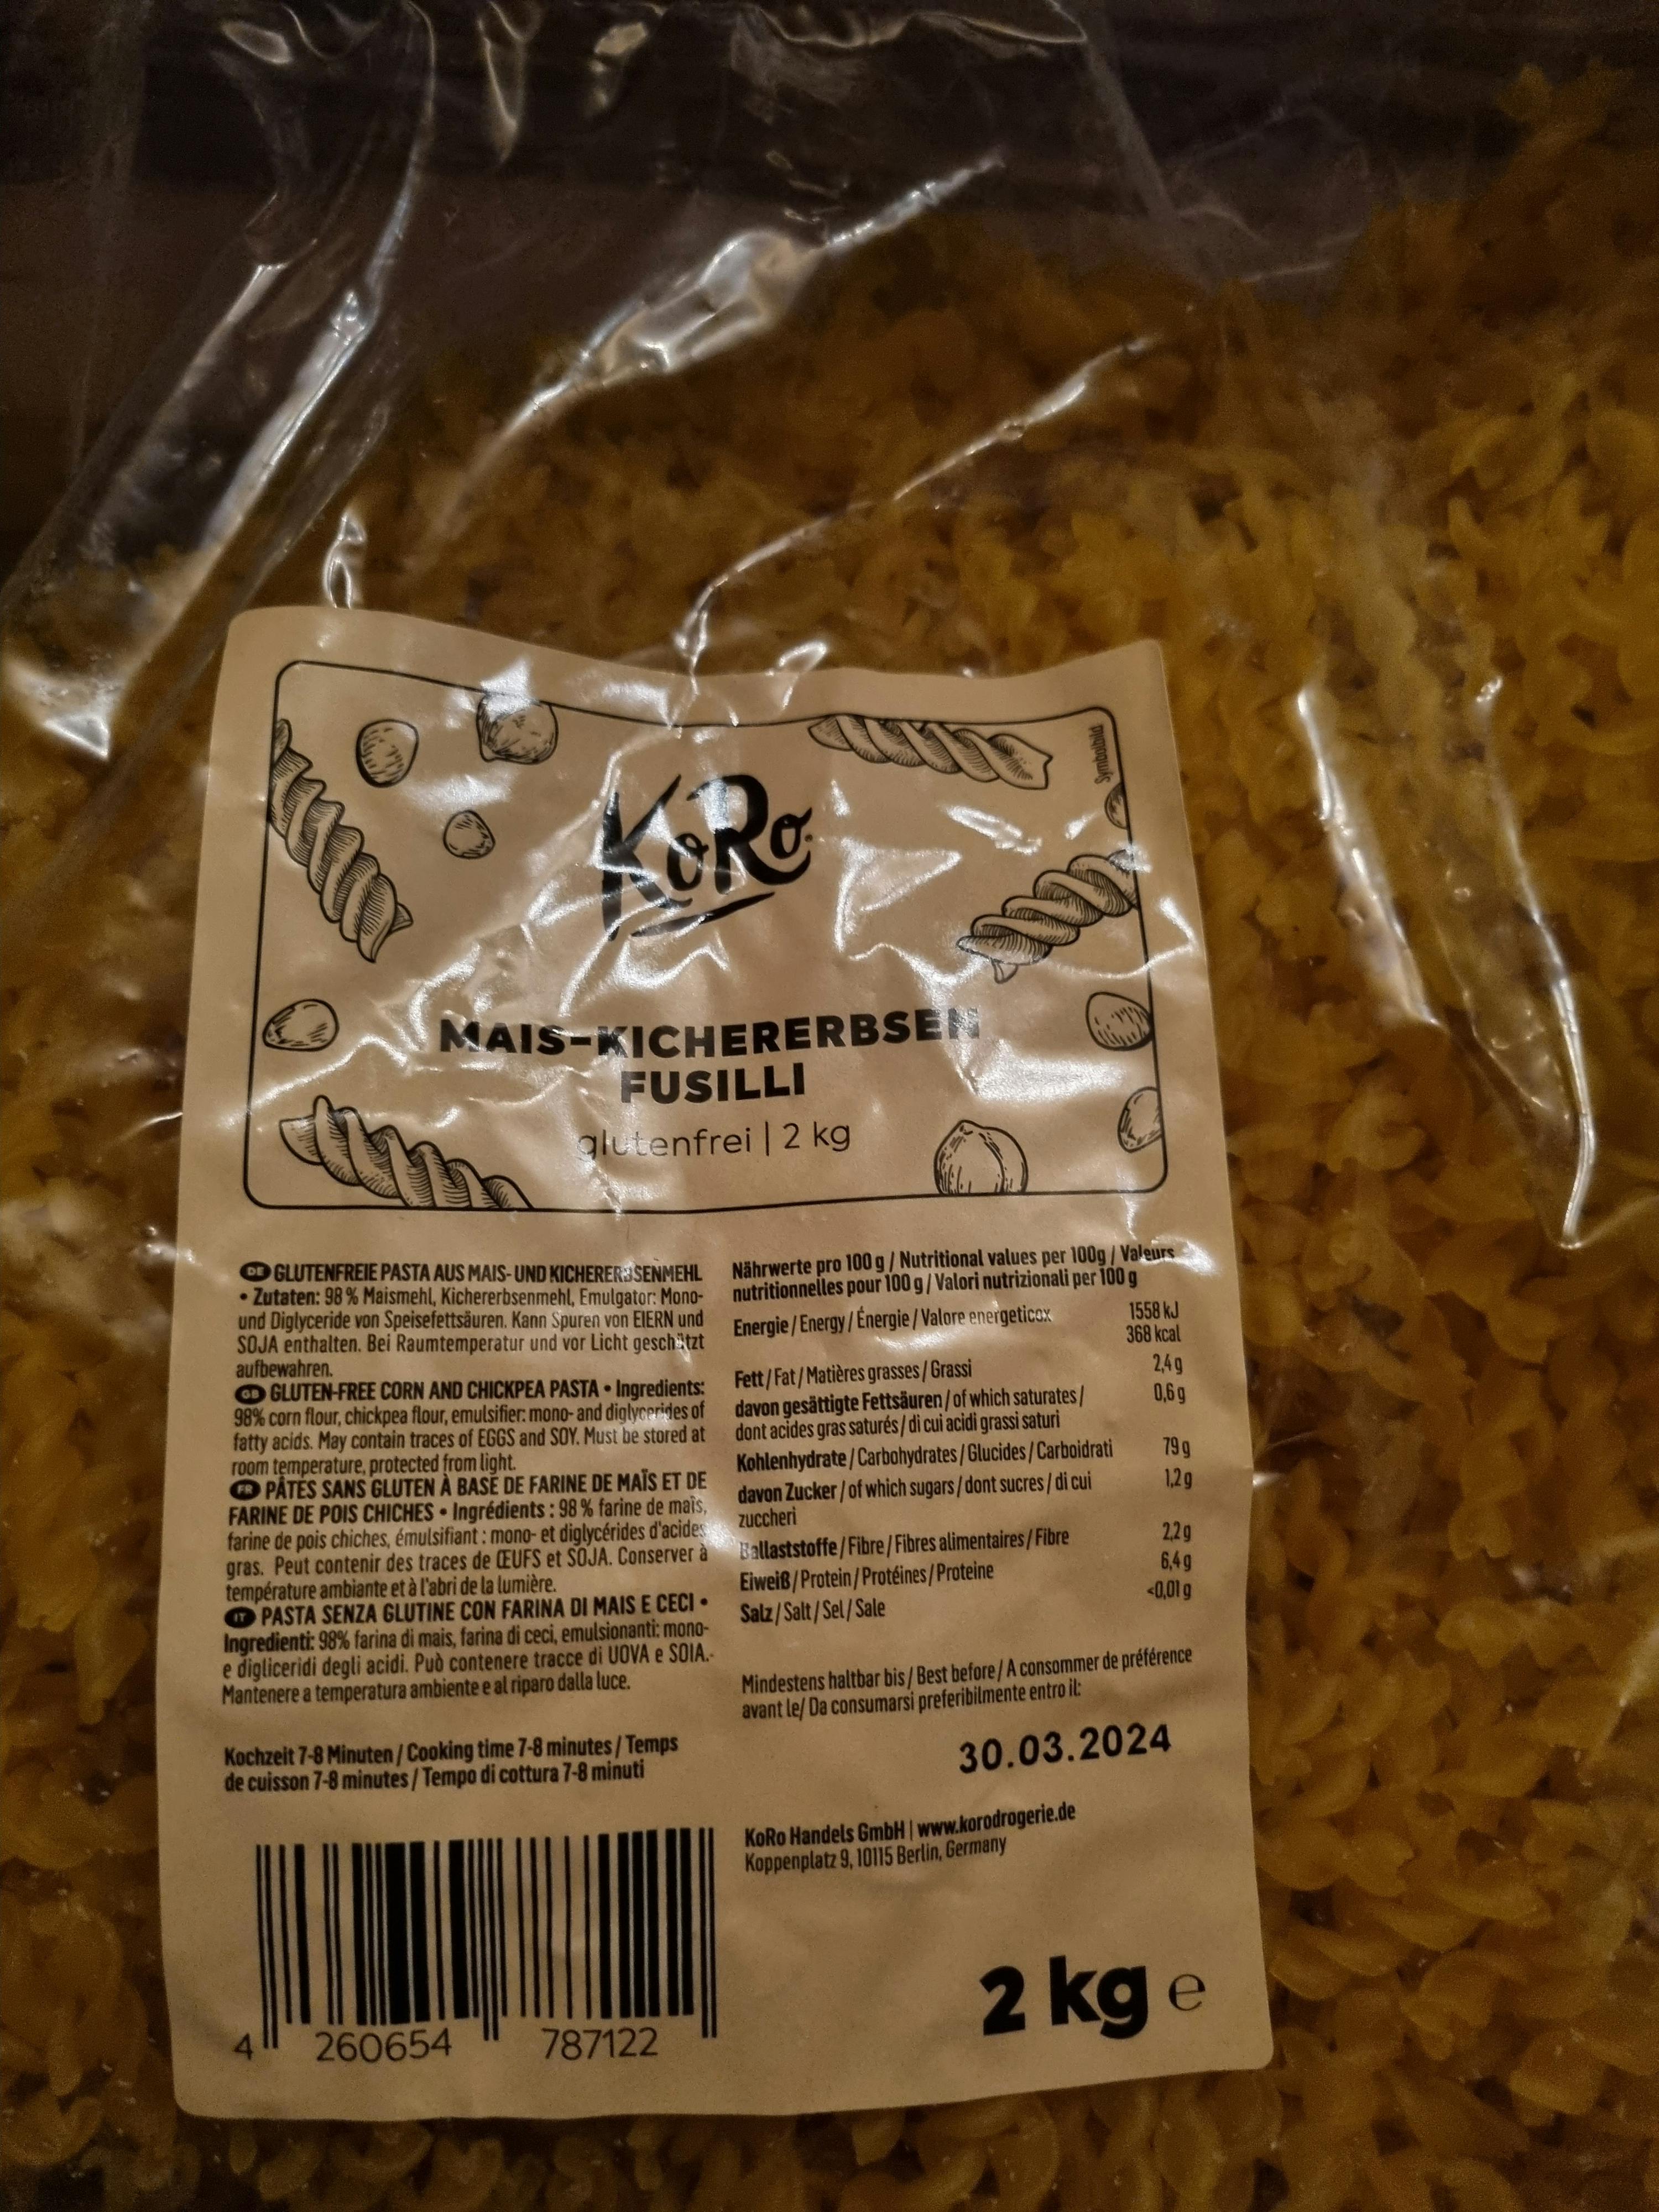 Symbolbild
KoRo
MAIS-KICHERERBSEN
FUSILLI
glutenfrei | 2 kg
DE GLUTENFREIE PASTA AUS MAIS- UND KICHERERBSENMEHL
• Zutaten: 98 % Maismehl, Kichererbsenmehl, Emulgator: Mono-
und Diglyceride von Speisefettsäuren. Kann Spuren von EIERN und
SOJA enthalten. Bei Raumtemperatur und vor Licht geschützt
aufbewahren.
GB GLUTEN-FREE CORN AND CHICKPEA PASTA • Ingredients:
98% corn flour, chickpea flour, emulsifier: mono- and diglycerides of
fatty acids. May contain traces of EGGS and SOY. Must be stored at
room temperature, protected from light.
FR PÂTES SANS GLUTEN À BASE DE FARINE DE MAÏS ET DE
FARINE DE POIS CHICHES • Ingrédients : 98 % farine de maïs,
farine de pois chiches, émulsifiant : mono- et diglycérides d'acides
gras. Peut contenir des traces de ŒUFS et SOJA. Conserver à
température ambiante et à l'abri de la lumière.
IT PASTA SENZA GLUTINE CON FARINA DI MAIS E CECI •
Ingredienti: 98% farina di mais, farina di ceci, emulsionanti: mono-
e digliceridi degli acidi. Può contenere tracce di UOVA e SOIA.-
Mantenere a temperatura ambiente e al riparo dalla luce.
Kochzeit 7-8 Minuten / Cooking time 7-8 minutes / Temps
de cuisson 7-8 minutes / Tempo di cottura 7-8 minuti
4 260654 787122
Nährwerte pro 100 g / Nutritional values per 100g / Valeurs
nutritionnelles pour 100 g / Valori nutrizionali per 100 g
Energie / Energy / Énergie / Valore energeticox 1558 kJ
368 kcal
Fett / Fat / Matières grasses / Grassi 2,4 g
davon gesättigte Fettsäuren / of which saturates / 0,6 g
dont acides gras saturés / di cui acidi grassi saturi
Kohlenhydrate / Carbohydrates / Glucides / Carboidrati 79 g
davon Zucker / of which sugars / dont sucres / di cui 1,2 g
zuccheri
Ballaststoffe / Fibre / Fibres alimentaires / Fibre 2,2 g
Eiweiß / Protein / Protéines / Proteine 6,4 g
Salz / Salt / Sel / Sale <0,01 g
Mindestens haltbar bis / Best before / A consommer de préférence
avant le/ Da consumarsi preferibilmente entro il:
30.03.2024
KoRo Handels GmbH | www.korodrogerie.de
Koppenplatz 9, 10115 Berlin, Germany
2 kg e